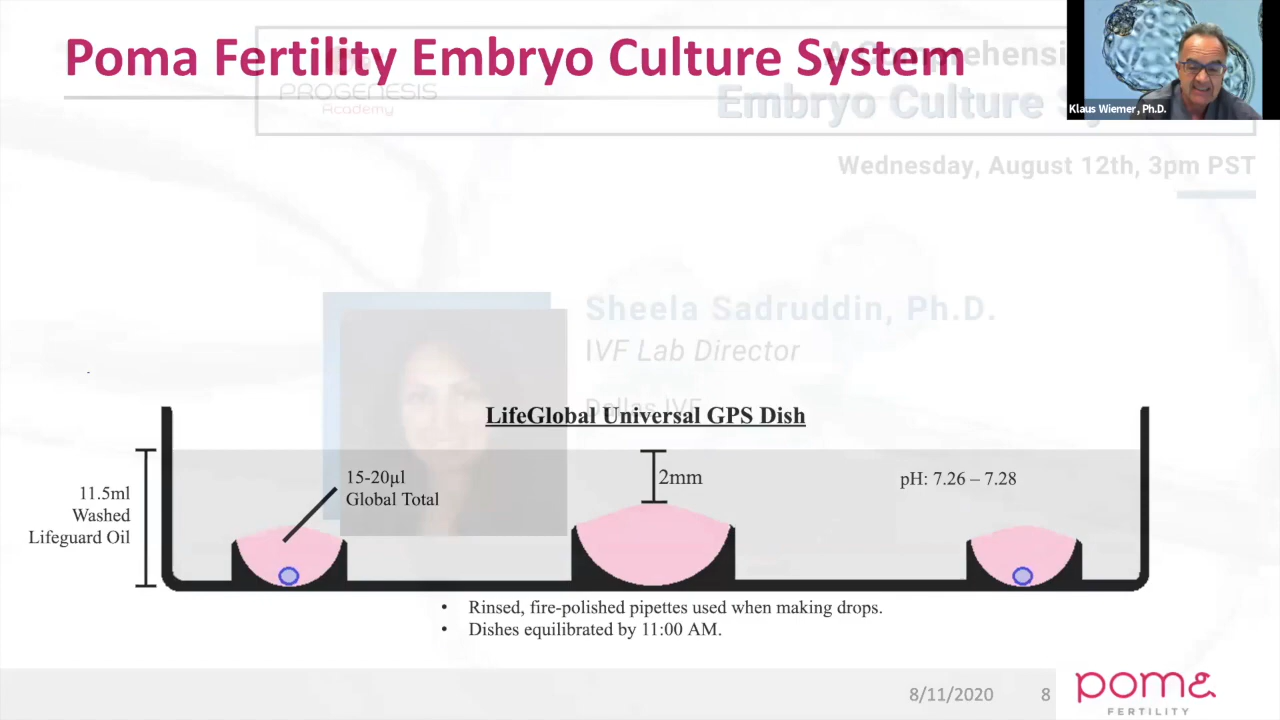 Poma Fertility Embryo Culture System
A Comprehensi
PROGENESIS
Academy
Embryo Culture S
Klaus Wiemer, Ph.D.
Wednesday, August 12th, 3pm PST
Sheela Sadruddin, Ph.D.
IVF Lab Director
Dallas IVF
LifeGlobal Universal GPS Dish
15-20µl
Global Total
2mm
pH: 7.26 – 7.28
11.5ml
Washed
Lifeguard Oil
• Rinsed, fire-polished pipettes used when making drops.
• Dishes equilibrated by 11:00 AM.
8/11/2020 8
poma
FERTILITY